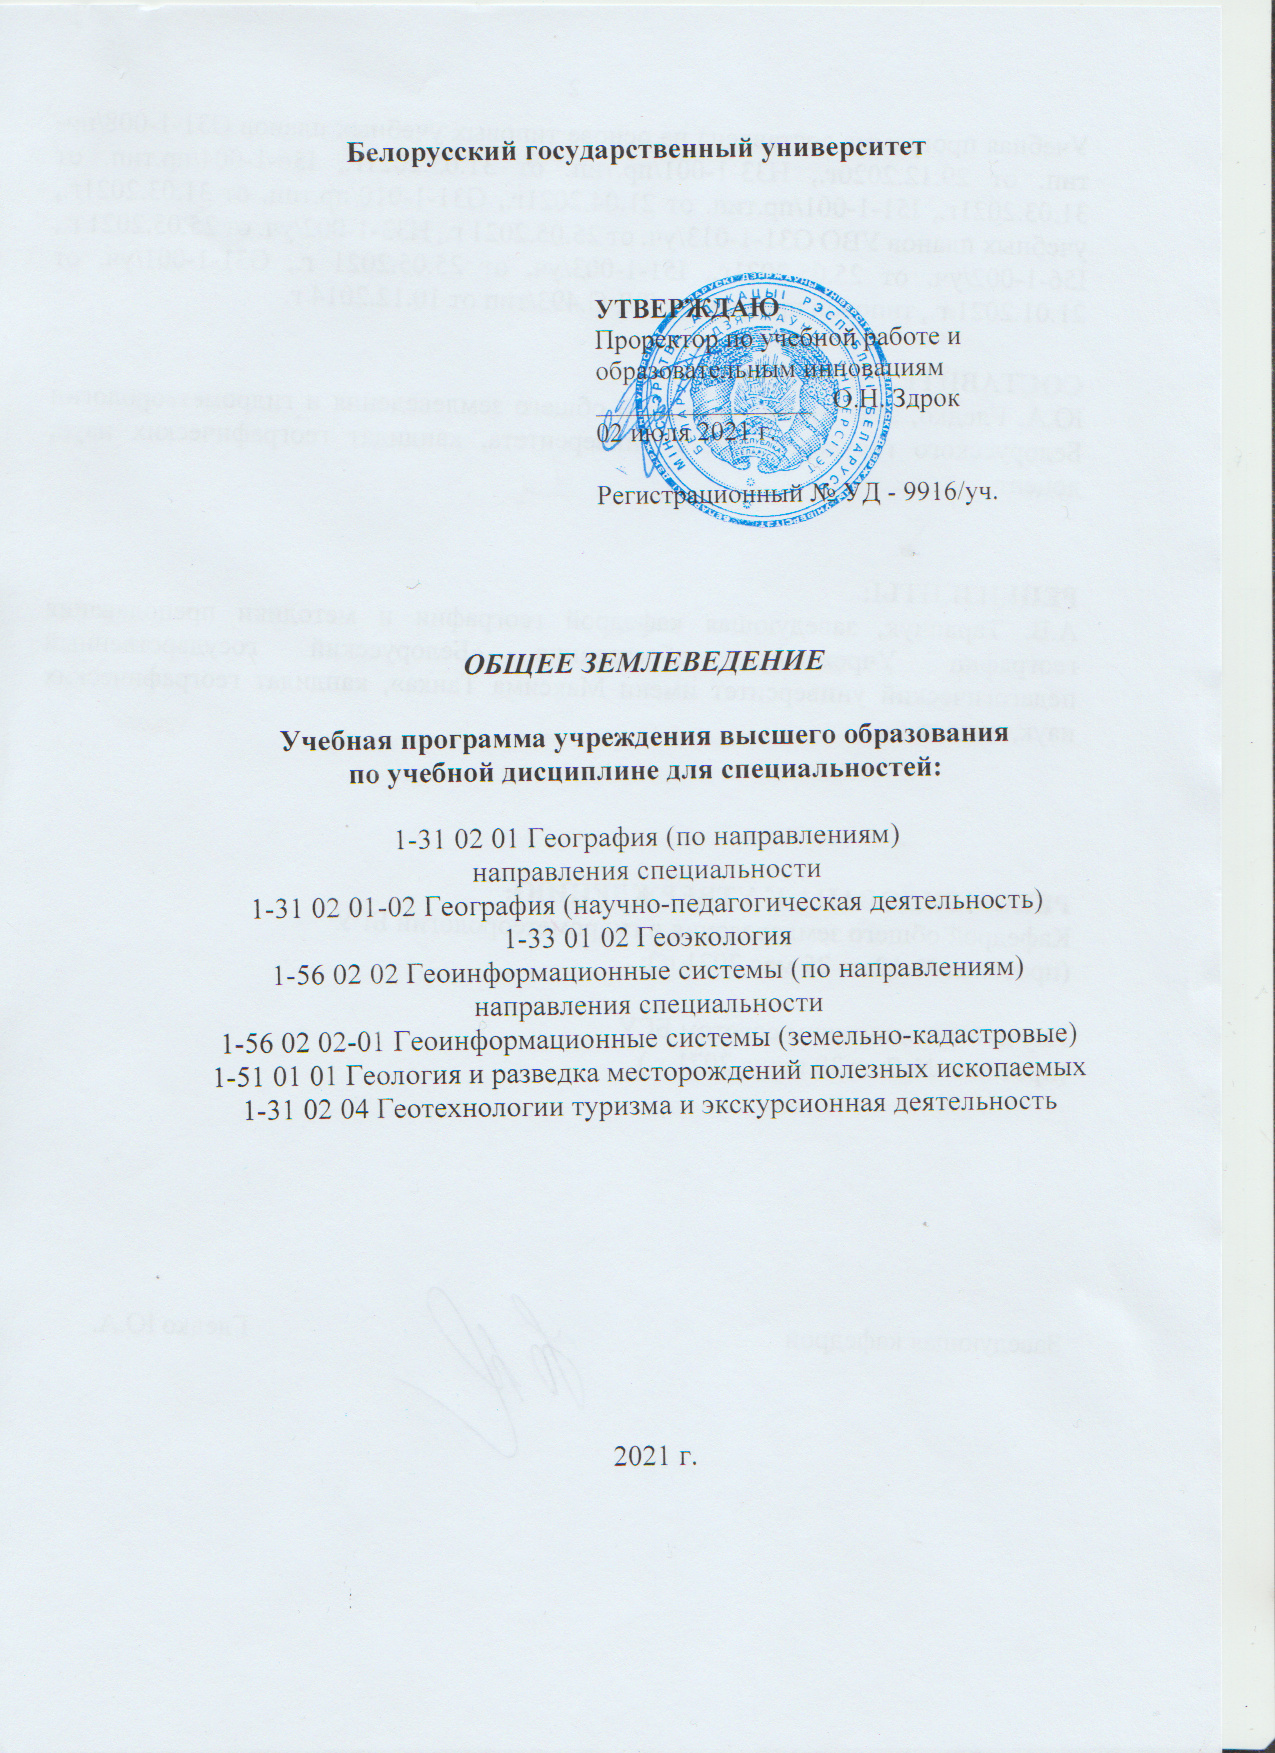 Белорусский государственный университет
УТВЕРЖДАЮ
Проректор по учебной работе и
образовательным инновациям
О.Н. Здрок
02 июля 2021 г.
Регистрационный № УД - 9916/уч.
ОБЩЕЕ ЗЕМЛЕВЕДЕНИЕ
Учебная программа учреждения высшего образования
по учебной дисциплине для специальностей:
1-31 02 01 География (по направлениям)
направления специальности
1-31 02 01-02 География (научно-педагогическая деятельность)
1-33 01 02 Геоэкология
1-56 02 02 Геоинформационные системы (по направлениям)
направления специальности
1-56 02 02-01 Геоинформационные системы (земельно-кадастровые)
1-51 01 01 Геология и разведка месторождений полезных ископаемых
1-31 02 04 Геотехнологии туризма и экскурсионная деятельность
2021 г.